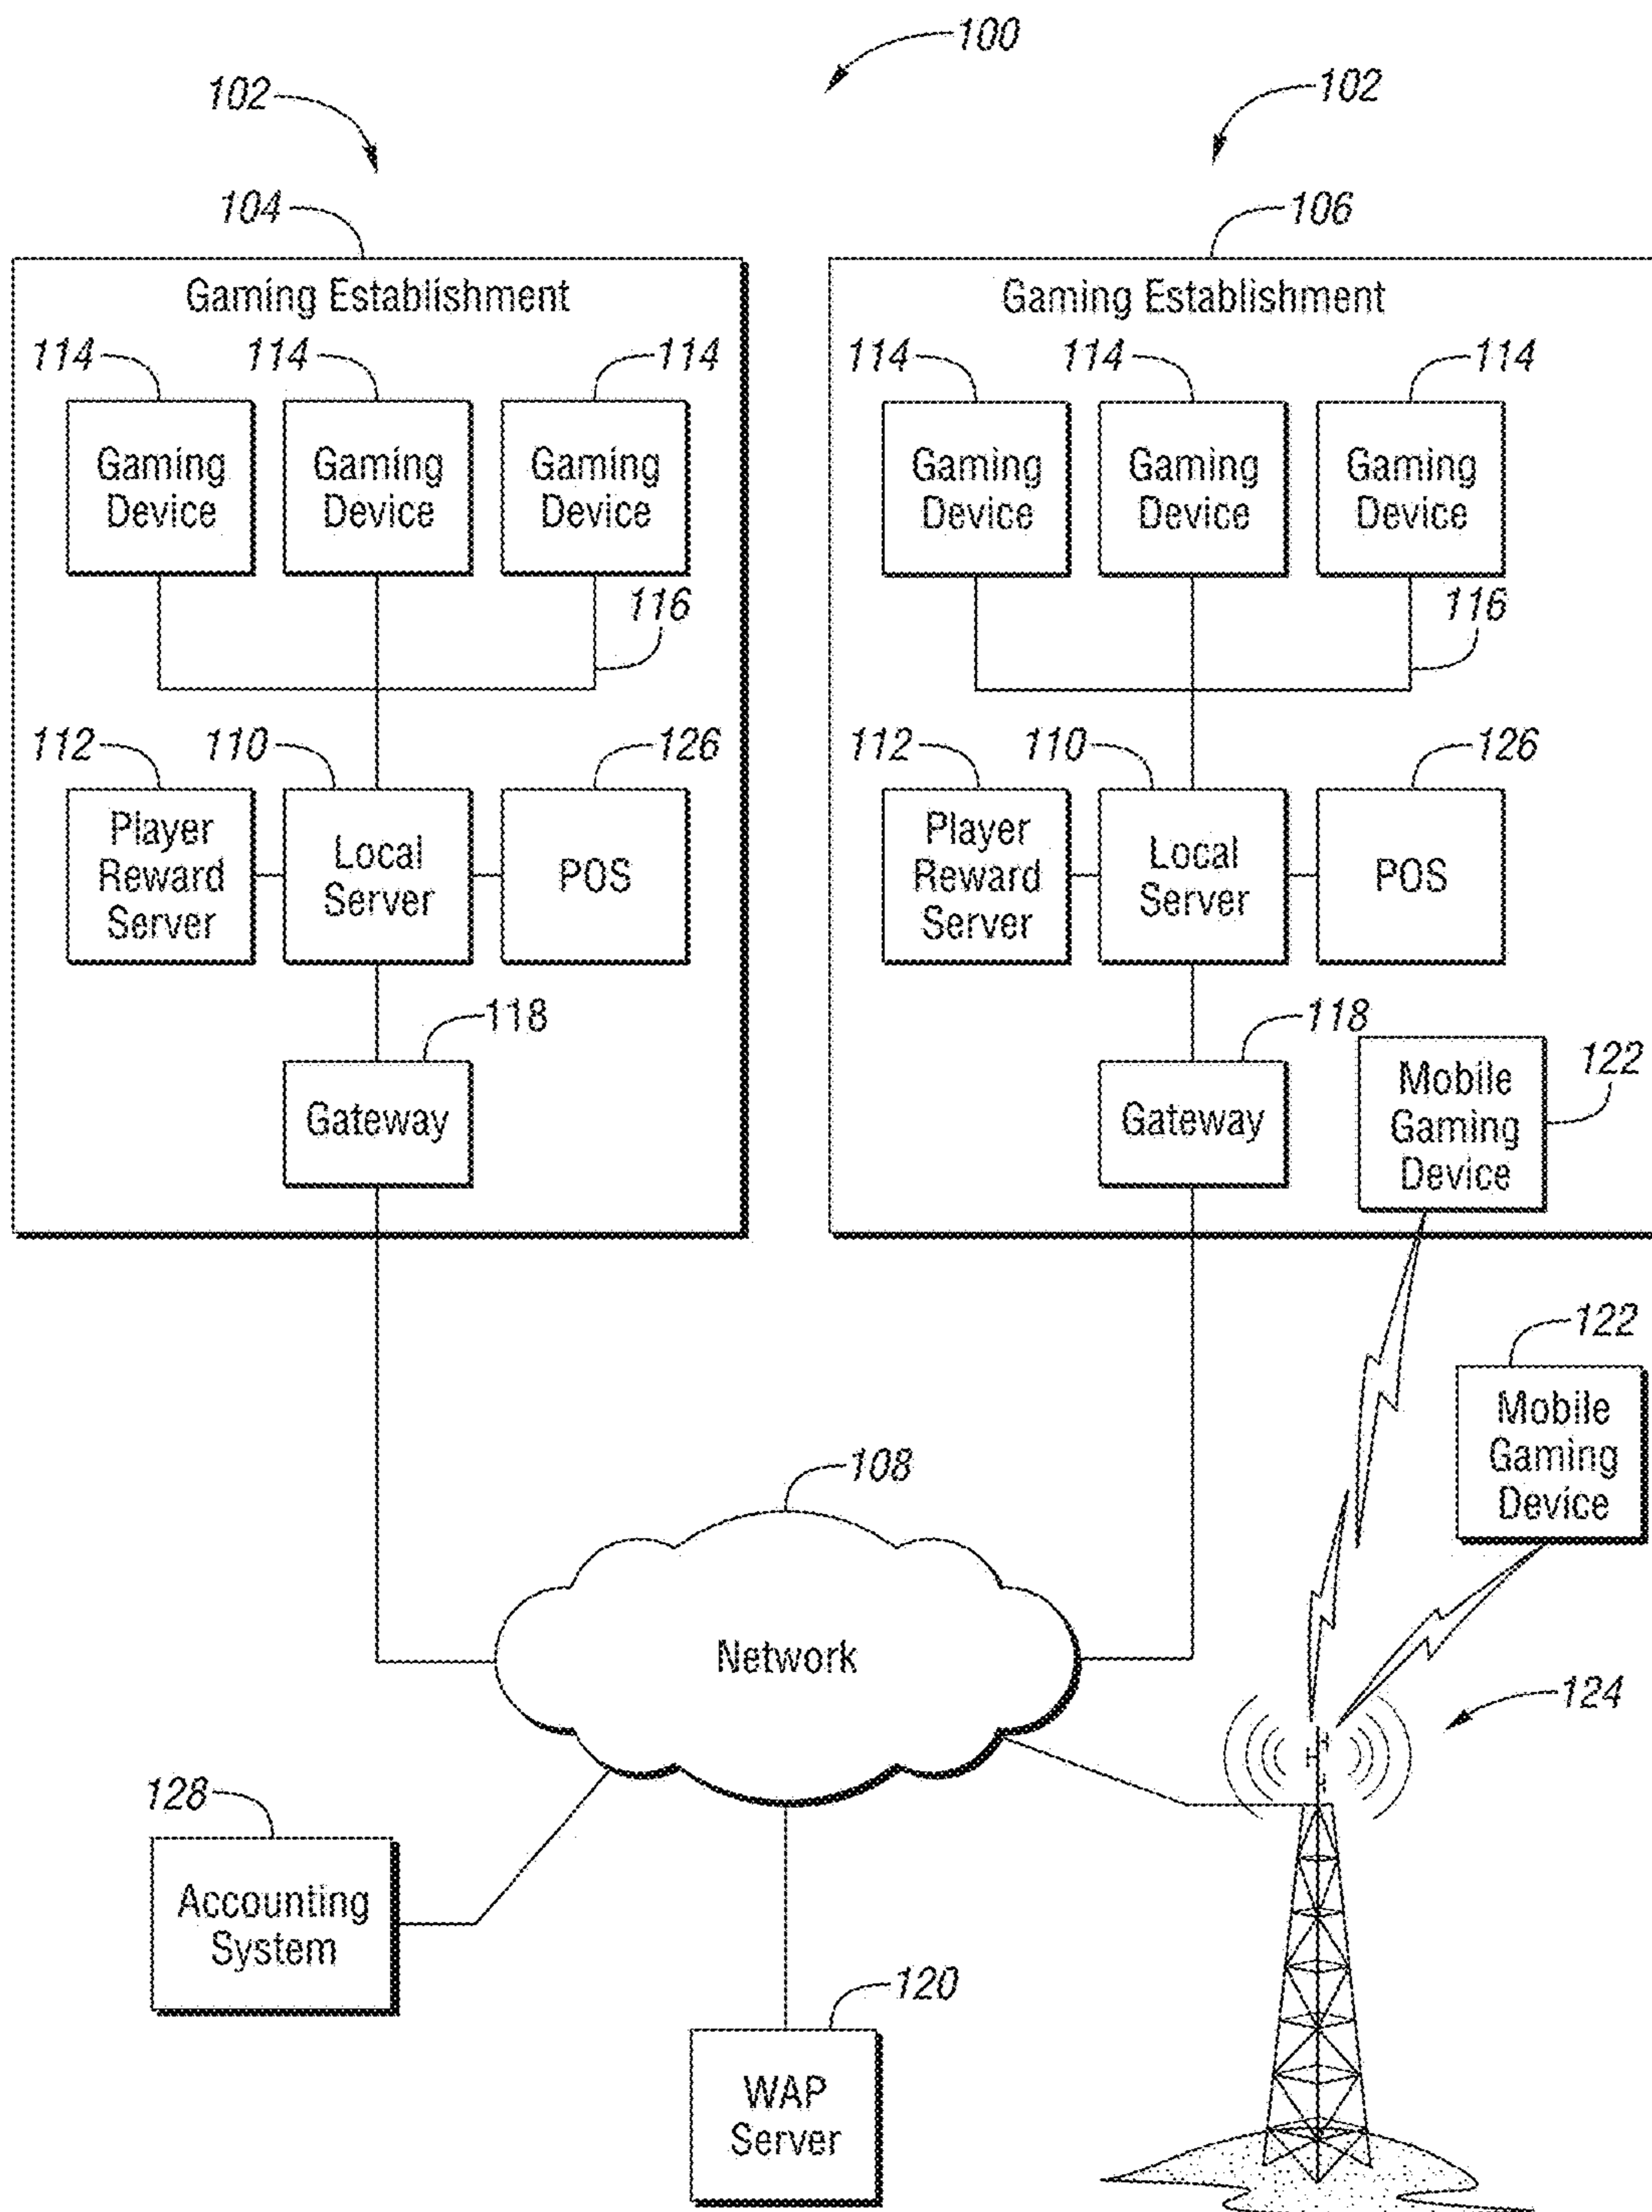 100
102
102
104
106
Gaming Establishment
Gaming Establishment
114
114
114
114
114
114
Gaming
Device
Gaming
Device
Gaming
Device
Gaming
Device
Gaming
Device
Gaming
Device
116
116
112
110
126
112
110
126
Player
Reward
Server
Local
Server
POS
Player
Reward
Server
Local
Server
POS
118
118
Gateway
Gateway
Mobile
Gaming
Device
122
122
Mobile
Gaming
Device
108
Network
124
128
Accounting
System
120
WAP
Server